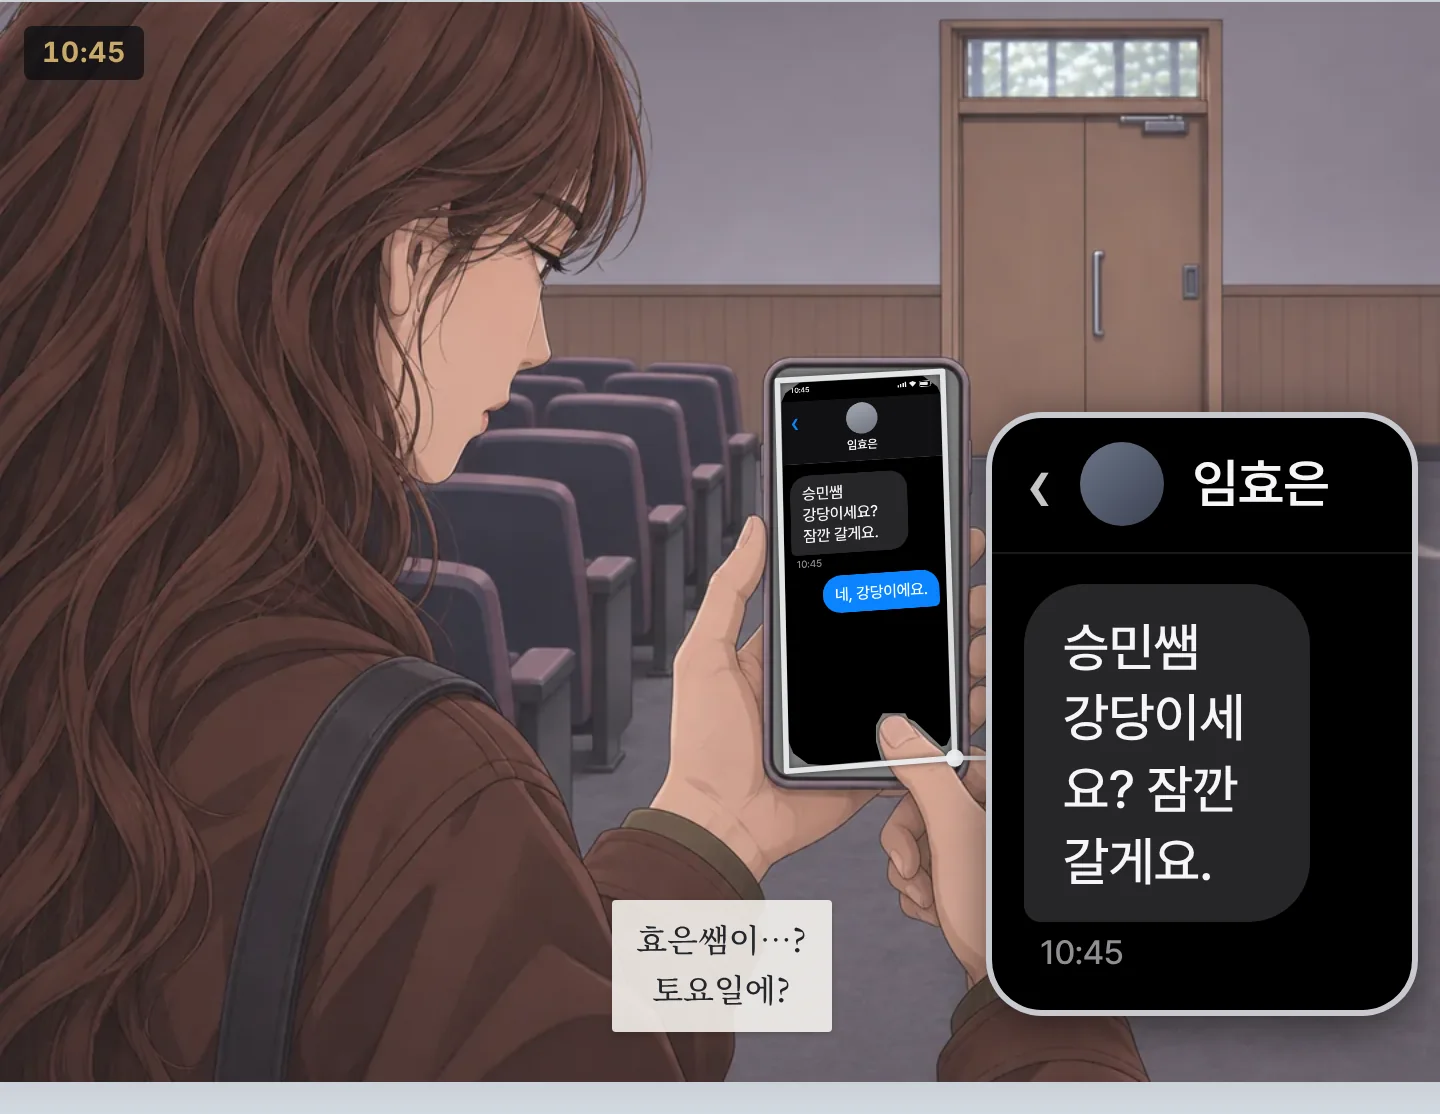 10:45
10:45
임효은
승민쌤
강당이세요?
잠깐 갈게요.
10:45
네, 강당이에요.
임효은
승민쌤
강당이세
요? 잠깐
갈게요.
10:45
효은쌤이…?
토요일에?